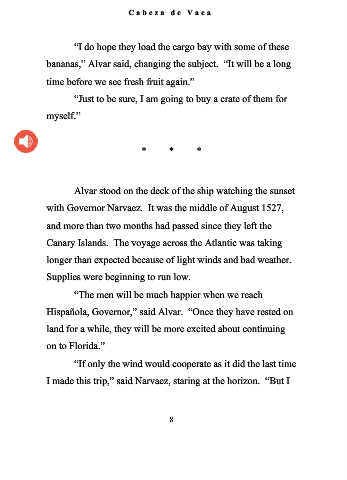 Cabeza de Vaca
“I do hope they load the cargo bay with some of these
bananas,” Alvar said, changing the subject.  “It will be a long
time before we see fresh fruit again.”
“Just to be sure, I am going to buy a crate of them for
myself.”
Alvar stood on the deck of the ship watching the sunset
with Governor Narvaez.  It was the middle of August 1527,
and more than two months had passed since they left the
Canary Islands.  The voyage across the Atlantic was taking
longer than expected because of light winds and bad weather.
Supplies were beginning to run low.
“The men will be much happier when we reach
Hispañola, Governor,” said Alvar.  “Once they have rested on
land for a while, they will be more excited about continuing
on to Florida.”
“If only the wind would cooperate as it did the last time
I made this trip,” said Narvaez, staring at the horizon.  “But I
8